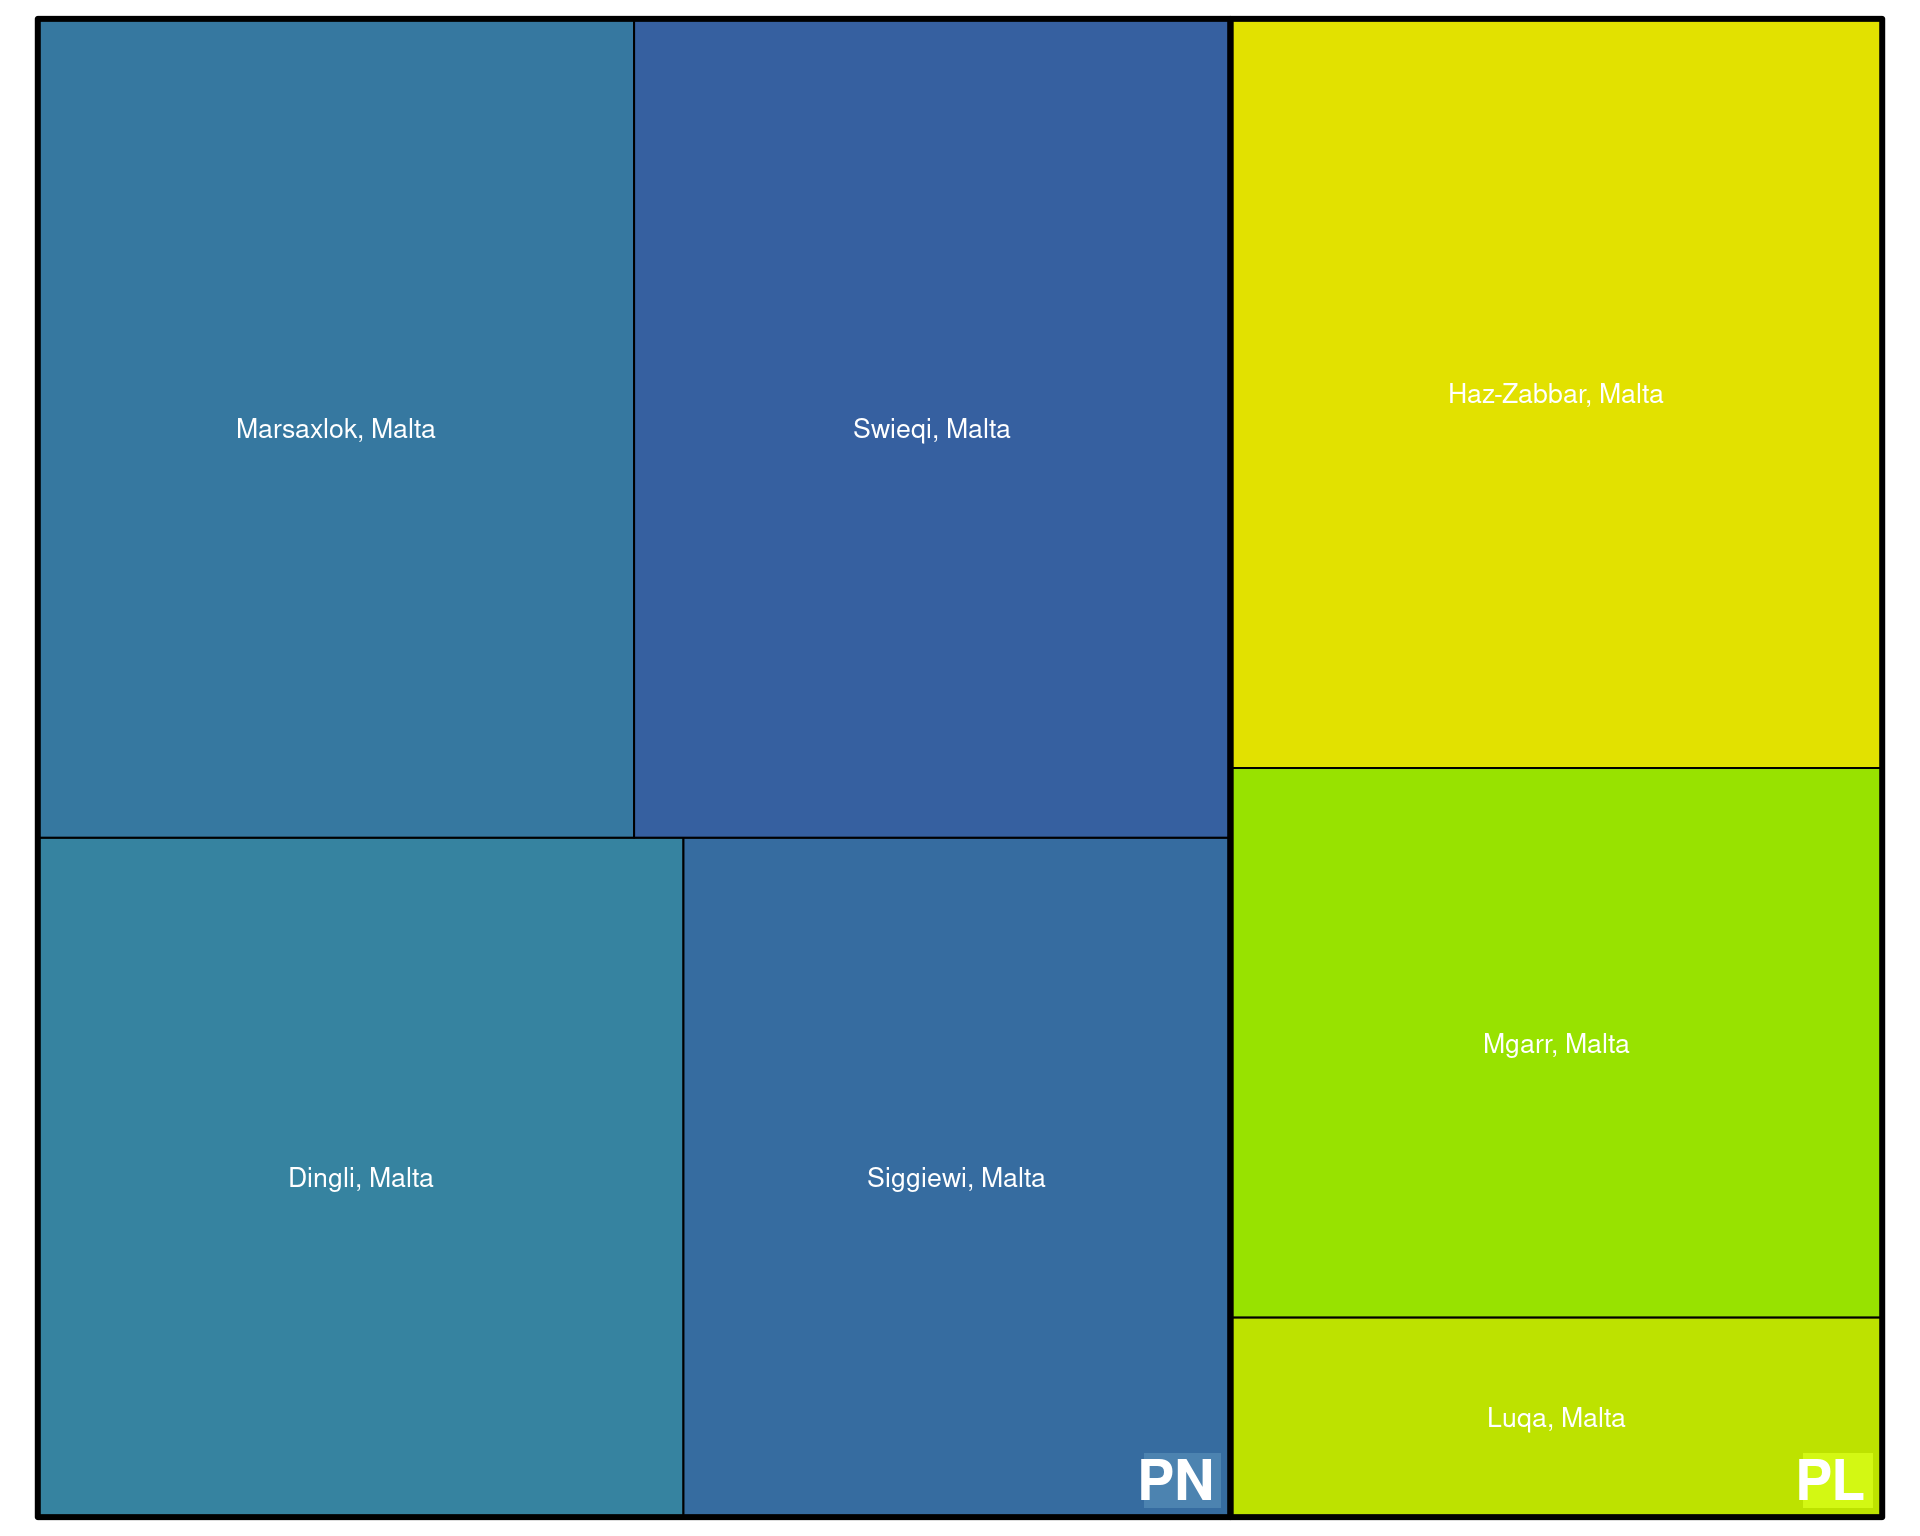 Marsaxlok, Malta
Swieqi, Malta
Haz-Zabbar, Malta
Dingli, Malta
Siggiewi, Malta
Mgarr, Malta
Luqa, Malta
PN
PL